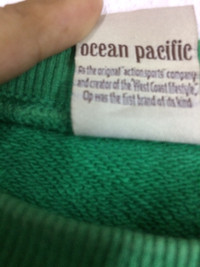 ocean pacific
As the original "action sports" company
and creator of the "West Coast lifestyle,"
Op was the first brand of its kind